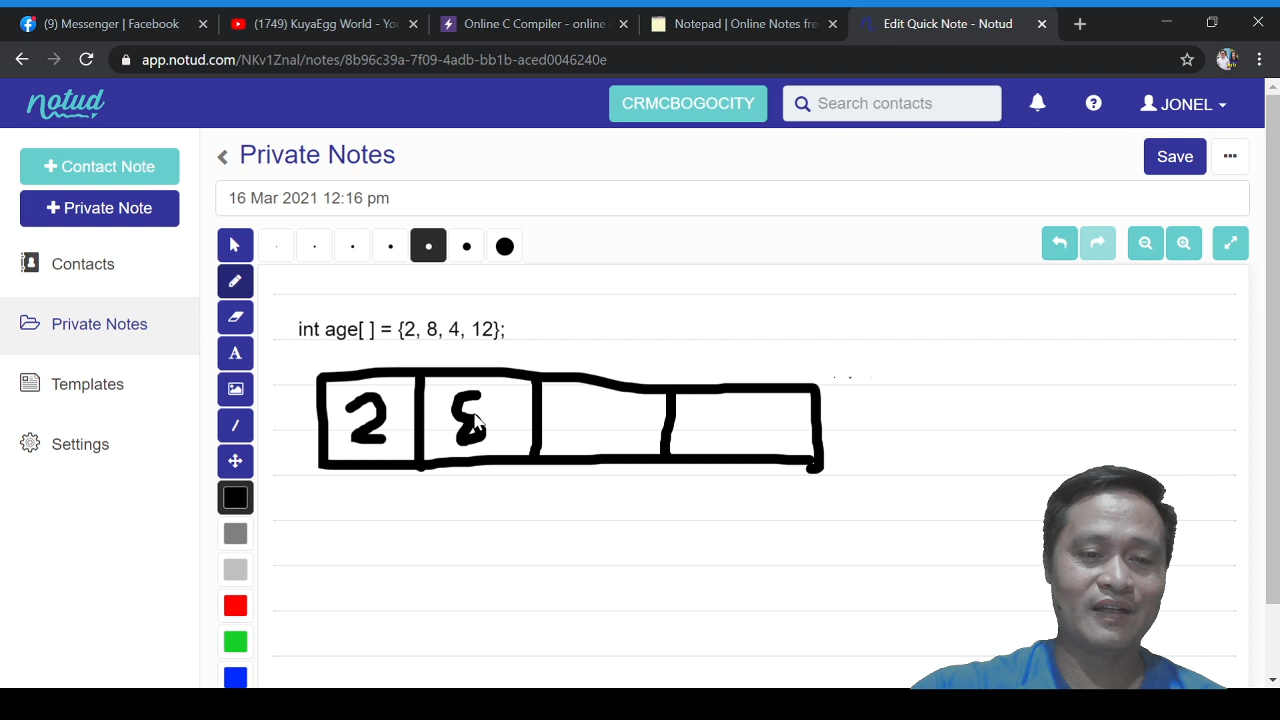 (9) Messenger | Facebook
(1749) KuyaEgg World - You
Online C Compiler - online
Notepad | Online Notes fre
Edit Quick Note - Notud
app.notud.com/NKv1Znal/notes/8b96c39a-7f09-4adb-bb1b-aced0046240e
notud
CRMCBOGOCITY
Search contacts
JONEL
+ Contact Note
+ Private Note
Contacts
Private Notes
Templates
Settings
Private Notes
Save
16 Mar 2021 12:16 pm
A
int age[ ] = {2, 8, 4, 12};
2 8